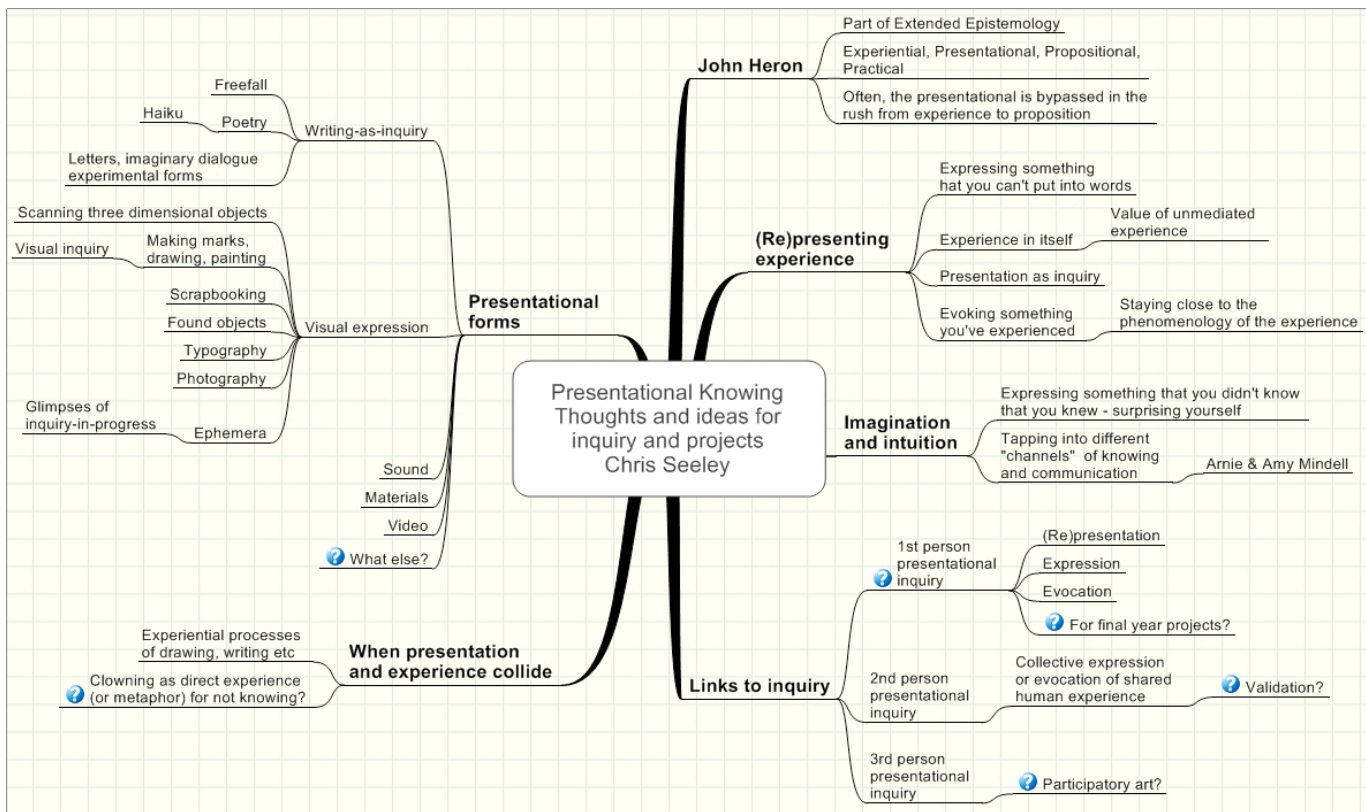 Presentational Knowing
Thoughts and ideas for
inquiry and projects
Chris Seeley
John Heron
Part of Extended Epistemology
Experiential, Presentational, Propositional,
Practical
Often, the presentational is bypassed in the
rush from experience to proposition
(Re)presenting
experience
Expressing something
hat you can't put into words
Experience in itself
Value of unmediated
experience
Presentation as inquiry
Evoking something
you've experienced
Staying close to the
phenomenology of the experience
Imagination
and intuition
Expressing something that you didn't know
that you knew - surprising yourself
Tapping into different
"channels"  of knowing
and communication
Arnie & Amy Mindell
Links to inquiry
? 1st person
presentational
inquiry
(Re)presentation
Expression
Evocation
? For final year projects?
2nd person
presentational
inquiry
Collective expression
or evocation of shared
human experience
? Validation?
3rd person
presentational
inquiry
? Participatory art?
Presentational
forms
Writing-as-inquiry
Freefall
Poetry
Haiku
Letters, imaginary dialogue
experimental forms
Visual expression
Scanning three dimensional objects
Making marks,
drawing, painting
Visual inquiry
Scrapbooking
Found objects
Typography
Photography
Ephemera
Glimpses of
inquiry-in-progress
Sound
Materials
Video
? What else?
When presentation
and experience collide
Experiential processes
of drawing, writing etc
? Clowning as direct experience
(or metaphor) for not knowing?